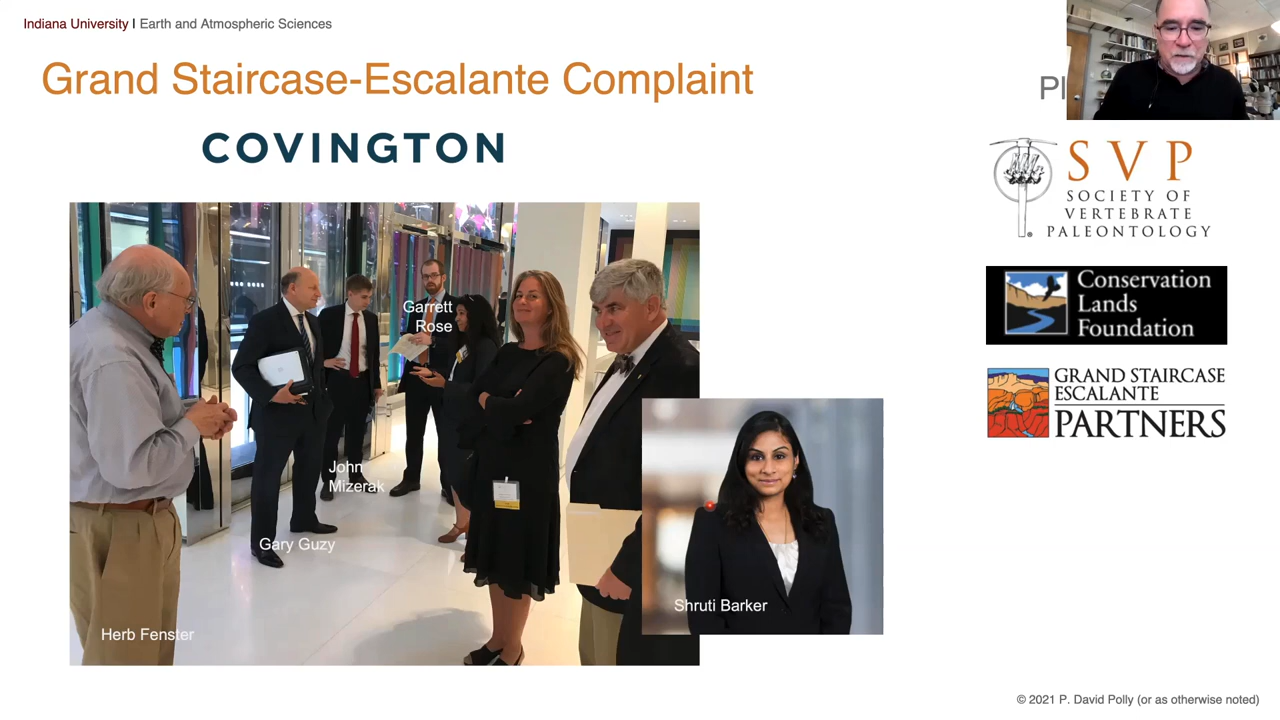 Indiana University | Earth and Atmospheric Sciences
Grand Staircase-Escalante Complaint
Pl
COVINGTON
SVP
SOCIETY OF
VERTEBRATE
PALEONTOLOGY
Conservation
Lands
Foundation
GRAND STAIRCASE
ESCALANTE
PARTNERS
Garrett
Rose
John
Mizerak
Gary Guzy
Herb Fenster
Shruti Barker
© 2021 P. David Polly (or as otherwise noted)